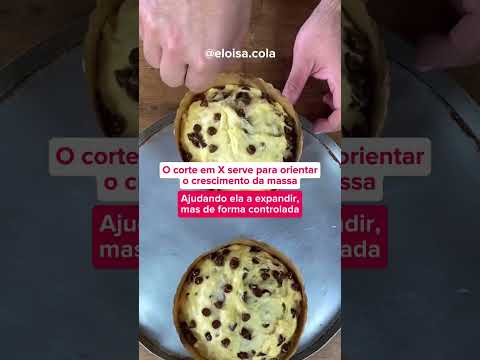 @eloisa.cola
O corte em X serve para orientar
o crescimento da massa
Ajudando ela a expandir,
mas de forma controlada